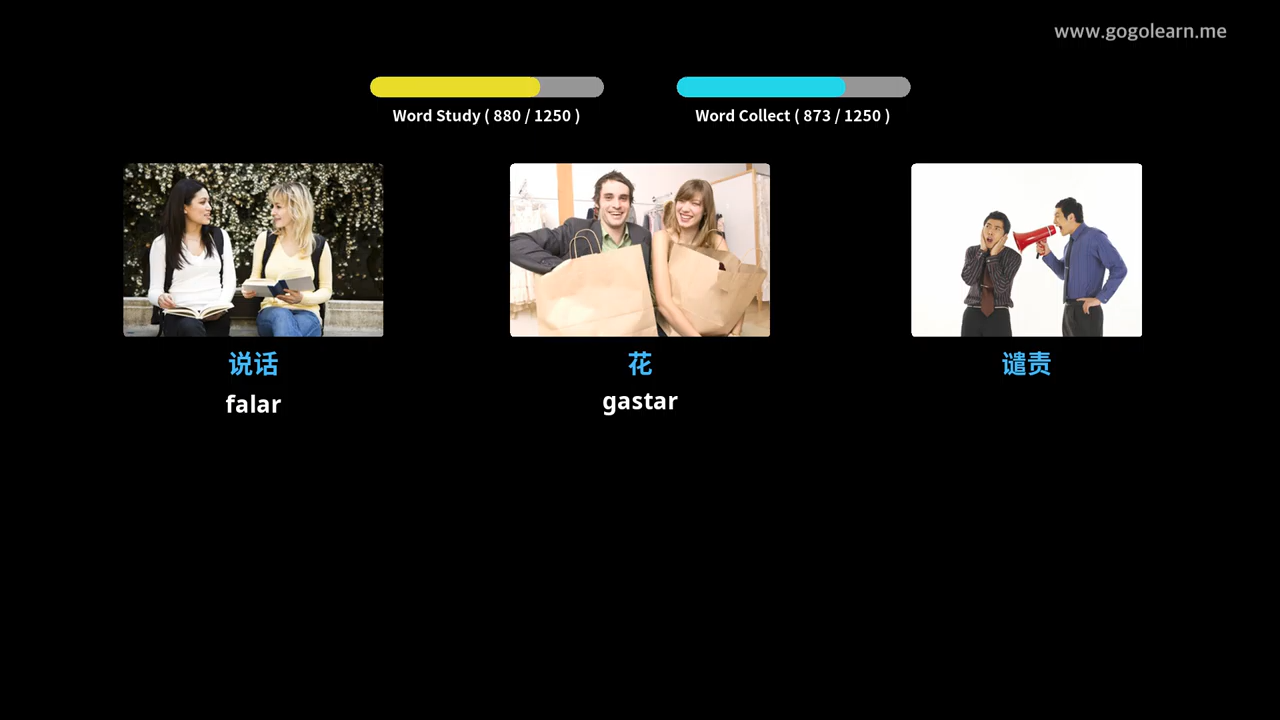 www.gogolearn.me
Word Study ( 880 / 1250 )
Word Collect ( 873 / 1250 )
说话
花
谴责
falar
gastar